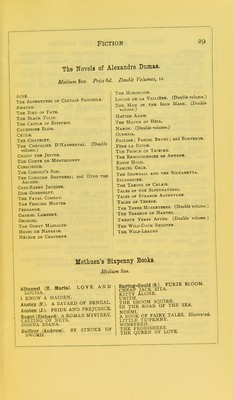 FICTION 29
The Novels of Alexandre Dumas.
Medium 8vo. Price 6d. Double Volumes, 1s.
ACTÉ.
THE ADVENTURES OF CAPTAIN PAMPHILE.
AMAURY.
THE BIRD OF FATE.
THE BLACK TULIP.
THE CASTLE OF EPPSTEIN.
CATHERINE BLUM.
CÉCILE.
THE CHATELET.
THE CHEVALIER D'HARMENTAL. (Double volume.)
CHICOT THE JESTER.
THE COMTE DE MONTGOMERY.
CONSCIENCE.
THE CONVICT'S SON.
THE CORSICAN BROTHERS; and OTHO THE ARCHER.
CROP-EARED JACQUOT.
DOM GORENFLOT.
THE FATAL COMBAT.
THE FENCING MASTER.
FERNANDE.
GABRIEL LAMBERT.
GEORGES.
THE GREAT MASSACRE.
HENRI DE NAVARRE.
HÉLÈNE DE CHAVERNY.
THE HOROSCOPE.
LOUISE DE LA VALLIÈRE. (Double volume.)
THE MAN IN THE IRON MASK. (Double volume.)
MAÎTRE ADAM.
THE MOUTH OF HELL.
NANON. (Double volume.)
OLYMPIA.
PAULINE; PASCAL BRUNO; and BONTEKOE.
PÈRE LA RUINE.
THE PRINCE OF THIEVES.
THE REMINISCENCES OF ANTONY.
ROBIN HOOD.
SAMUEL GELB.
THE SNOWBALL AND THE SULTANETTA.
SYLVANDIRE.
THE TAKING OF CALAIS.
TALES OF THE SUPERNATURAL.
TALES OF STRANGE ADVENTURE.
TALES OF TERROR.
THE THREE MUSKETEERS. (Double volume.)
THE TRAGEDY OF NANTES.
TWENTY YEARS AFTER. (Double volume.)
THE WILD-DUCK SHOOTER.
THE WOLF-LEADER.
Methuen's Sixpenny Books.
Medium 8vo.
Albanesi (E. Maria). LOVE AND LOUISA.
I KNOW A MAIDEN.
Anstey (F.). A BAYARD OF BENGAL.
Austen (J.). PRIDE AND PREJUDICE.
Bagot (Richard). A ROMAN MYSTERY.
CASTING OF NETS.
DONNA DIANA.
Balfour (Andrew). BY STROKE OF SWORD.
Baring-Gould (S.). FURZE BLOOM.
CHEAP JACK ZITA.
KITTY ALONE.
URITH.
THE BROOM SQUIRE.
IN THE ROAR OF THE SEA.
NOÉMI.
A BOOK OF FAIRY TALES. Illustrated.
LITTLE TU'PENNY.
WINEFRED.
THE FROBISHERS.
THE QUEEN OF LOVE.